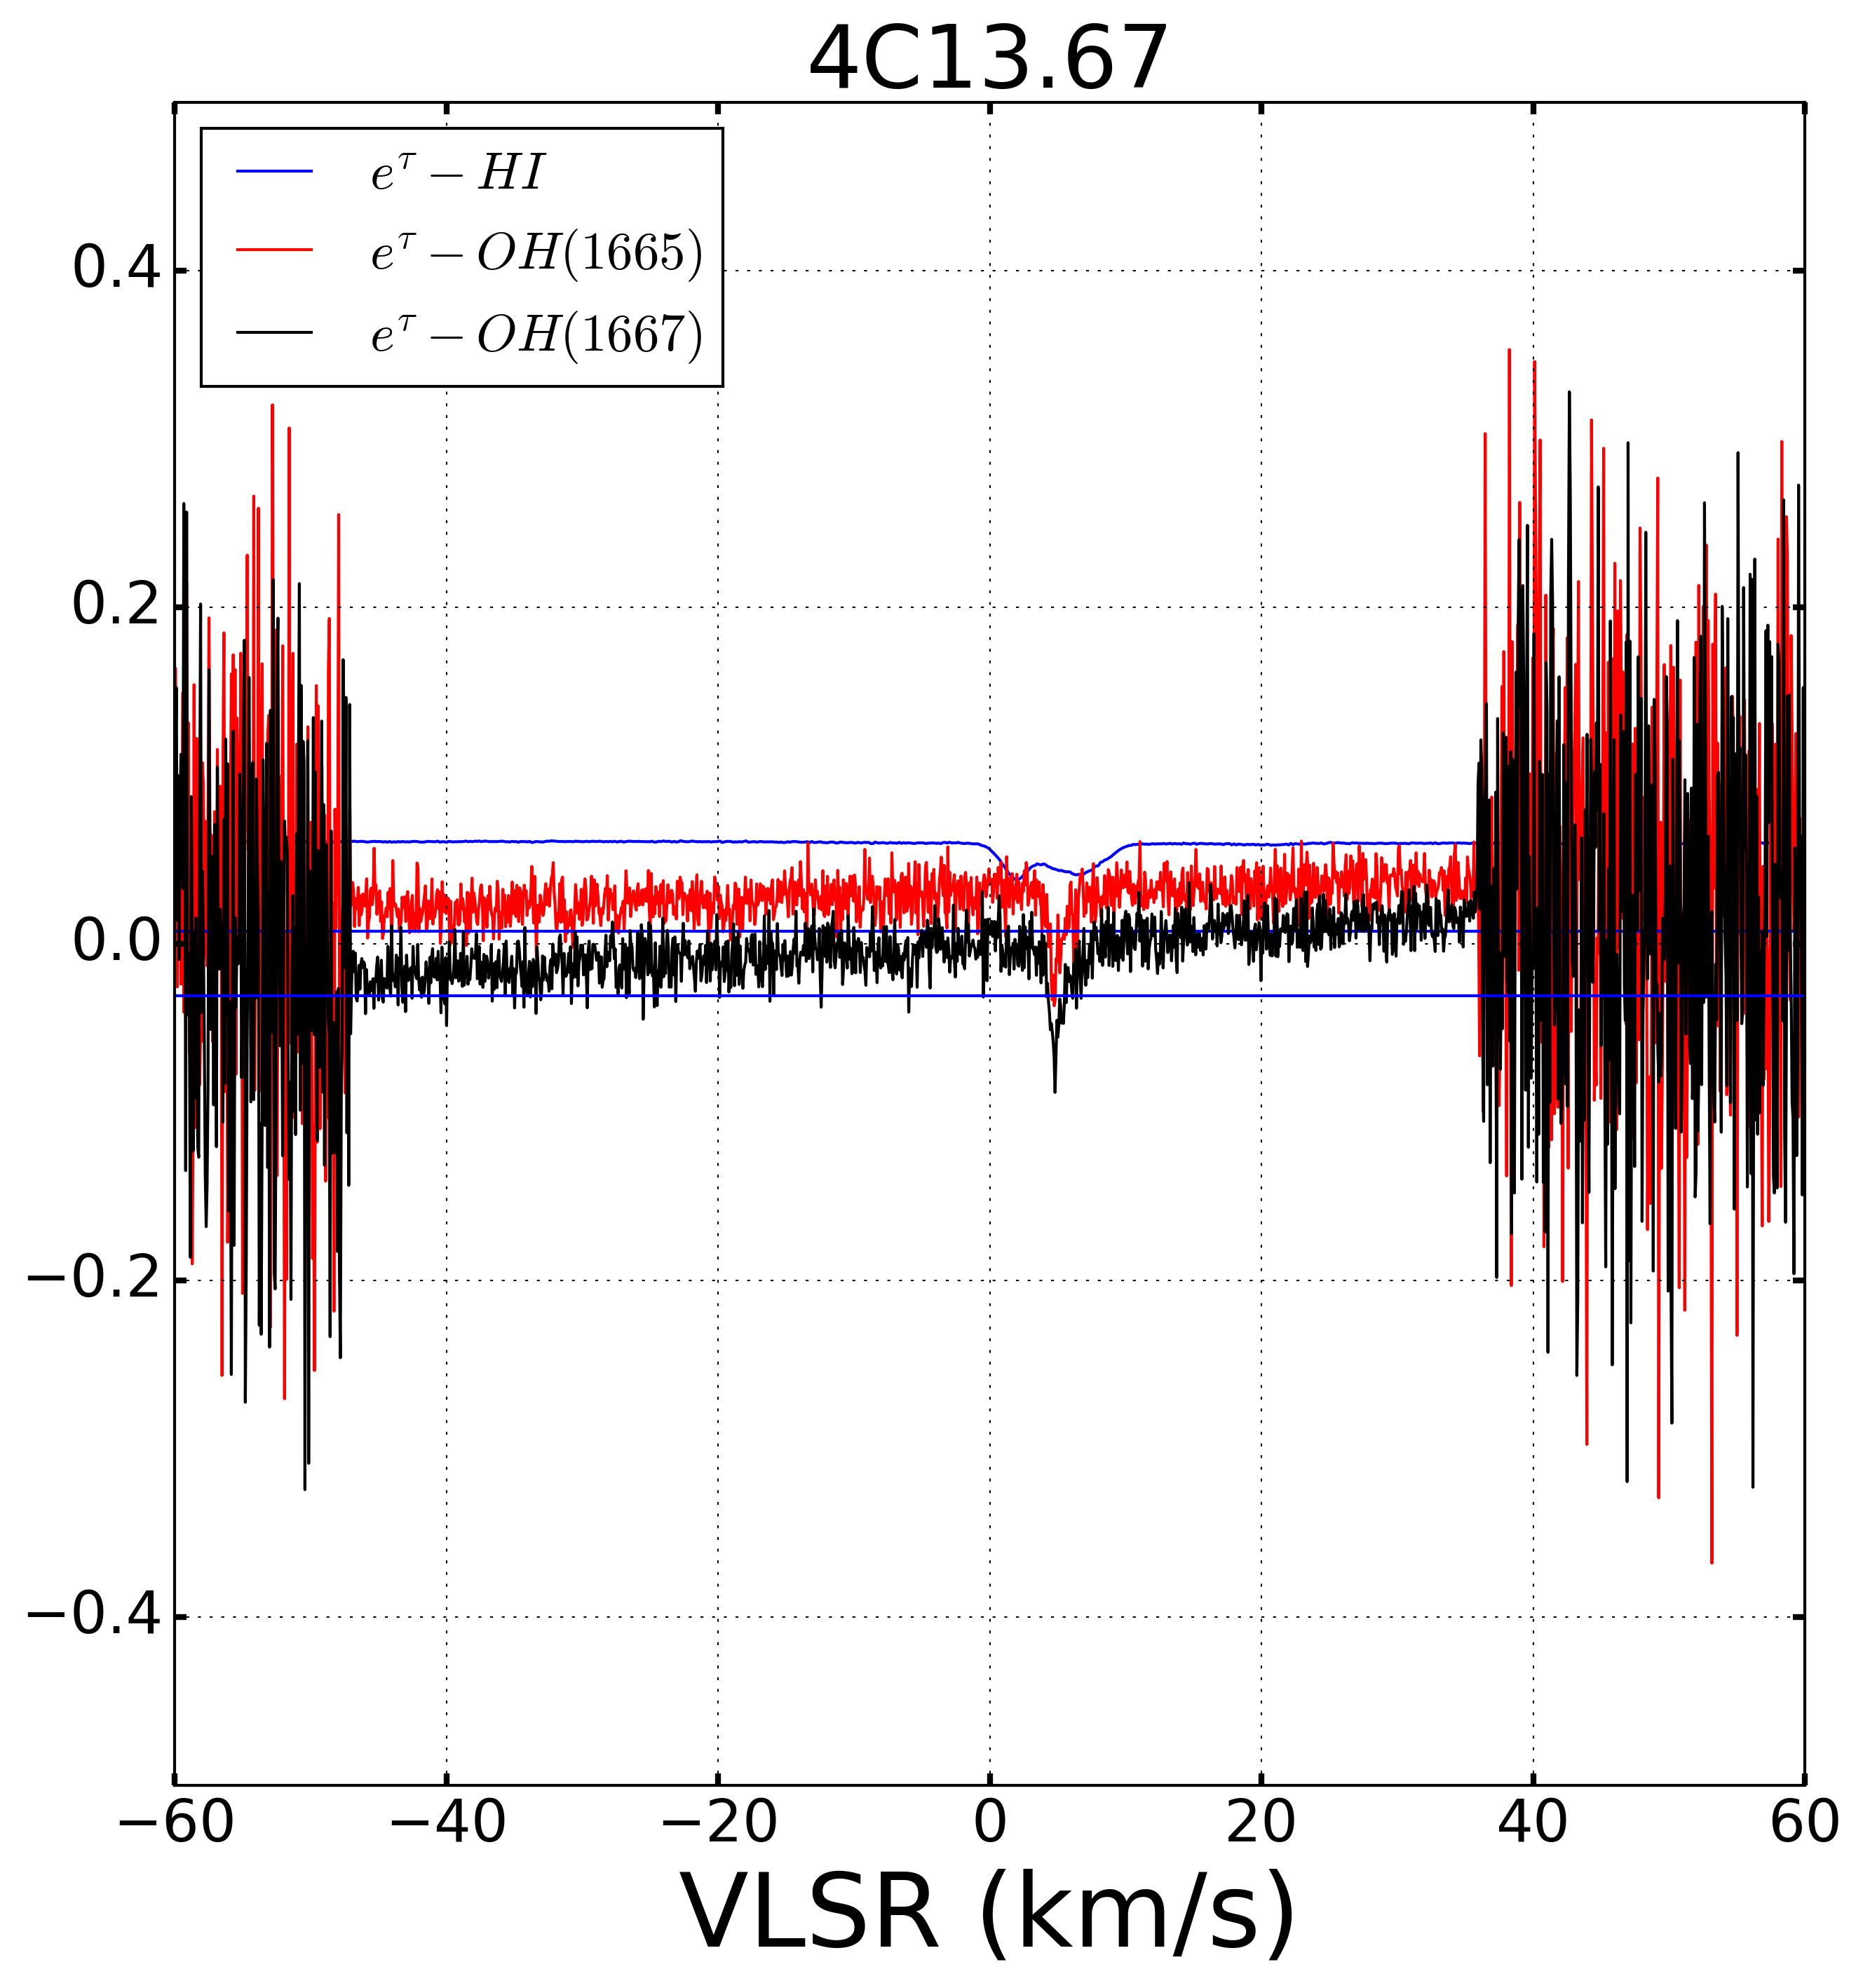 4C13.67
e^τ − HI
e^τ − OH(1665)
e^τ − OH(1667)
0.4
0.2
0.0
−0.2
−0.4
−60 −40 −20 0 20 40 60
VLSR (km/s)